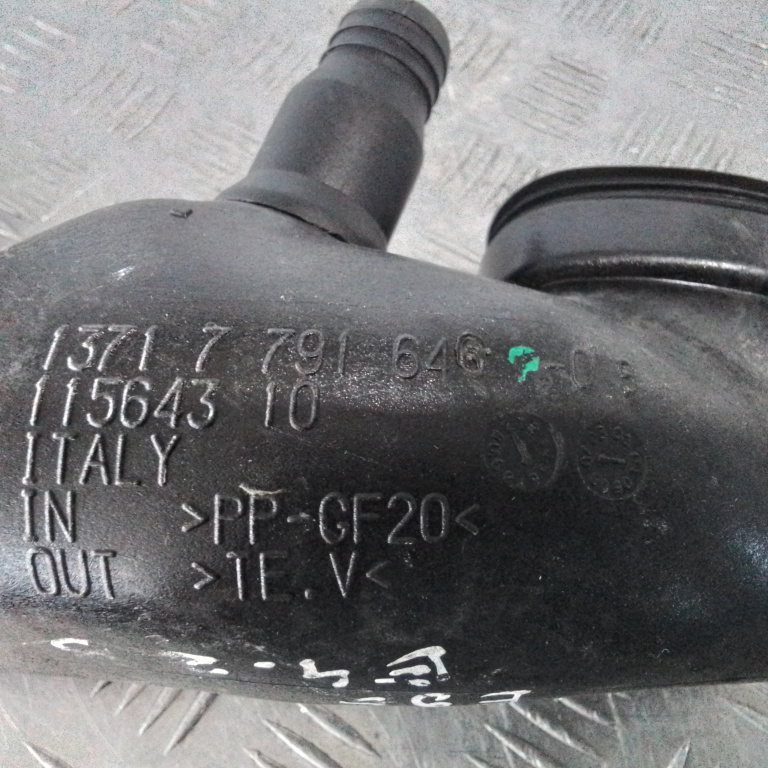 1371 7 791 646
115643 10
ITALY
IN >PP-GF20<
OUT >TE.V<